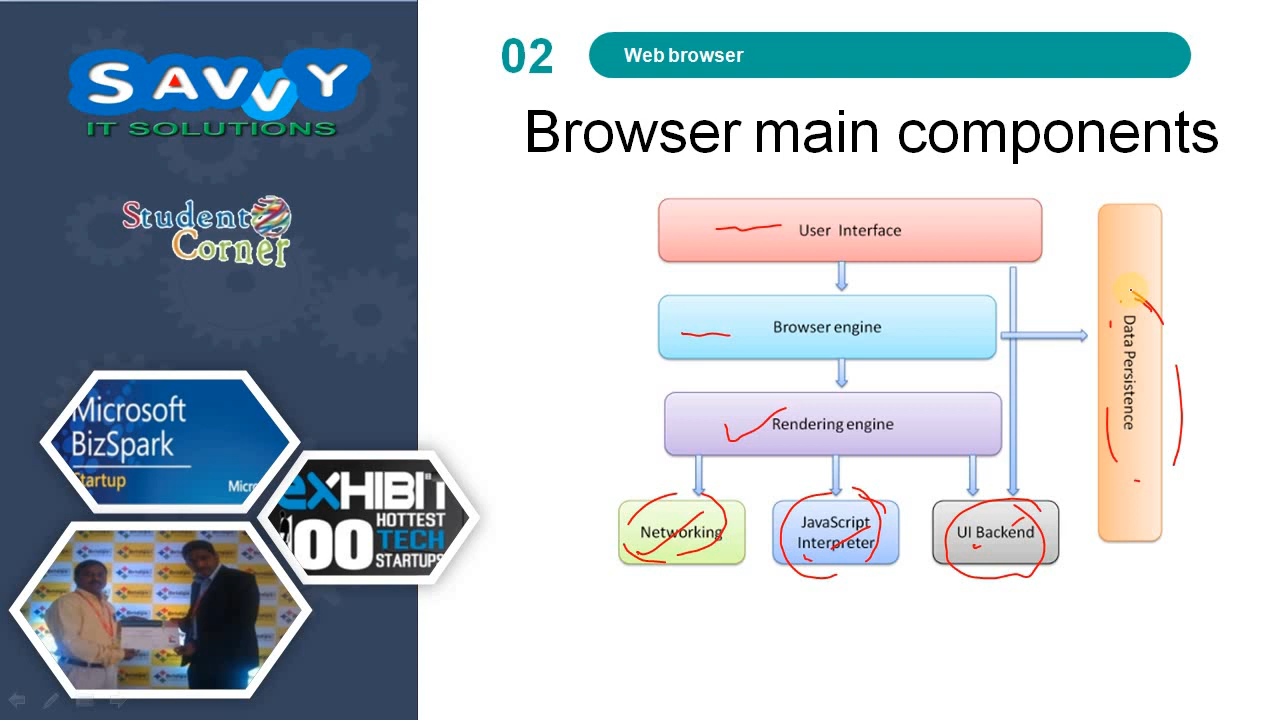 SAVVY
IT SOLUTIONS
Student
Corner
Microsoft
BizSpark
Startup
Micro
eXHIBIT
100
HOTTEST
TECH
STARTUPS
02
Web browser
Browser main components
User Interface
Browser engine
Rendering engine
Networking
JavaScript
Interpreter
UI Backend
Data Persistence